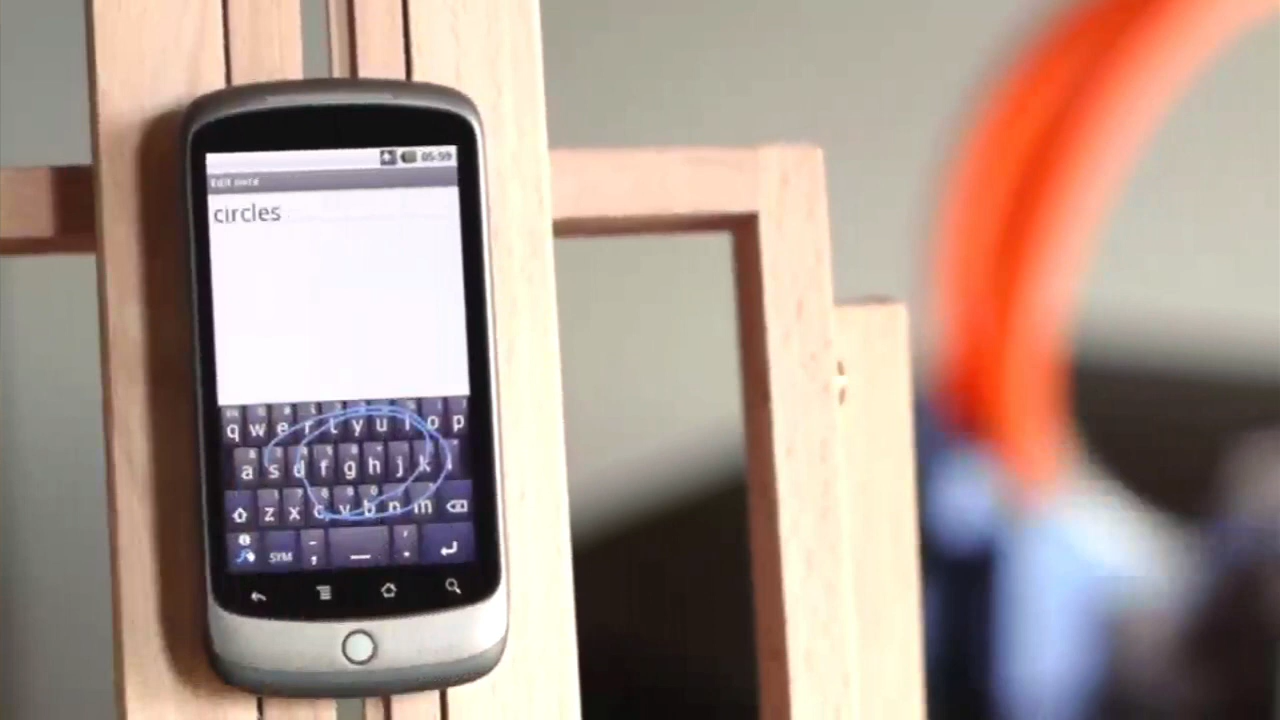 05:59
Edit note
circles
q w e r t y u i o p
a s d f g h j k l
z x c v b n m
SYM